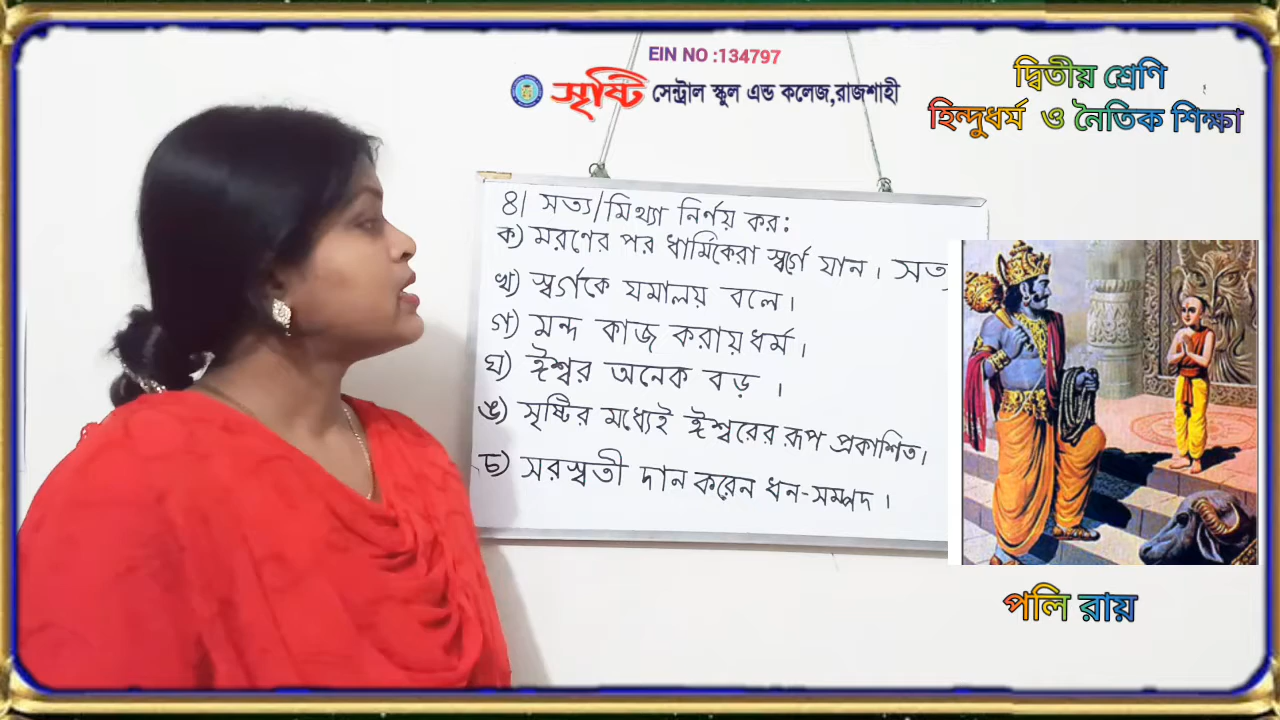 EIN NO :134797
সৃষ্টি সেন্ট্রাল স্কুল এন্ড কলেজ,রাজশাহী
দ্বিতীয় শ্রেণি
হিন্দুধর্ম ও নৈতিক শিক্ষা
৪। সত্য/মিথ্যা নির্ণয় কর:
ক) মরণের পর ধার্মিকেরা স্বর্গে যান। সত্য
খ) স্বর্গকে যমালয় বলে।
গ) মন্দ কাজ করায় ধর্ম।
ঘ) ঈশ্বর অনেক বড়।
ঙ) সৃষ্টির মধ্যেই ঈশ্বরের রূপ প্রকাশিত।
চ) সরস্বতী দান করেন ধন-সম্পদ।
পলি রায়